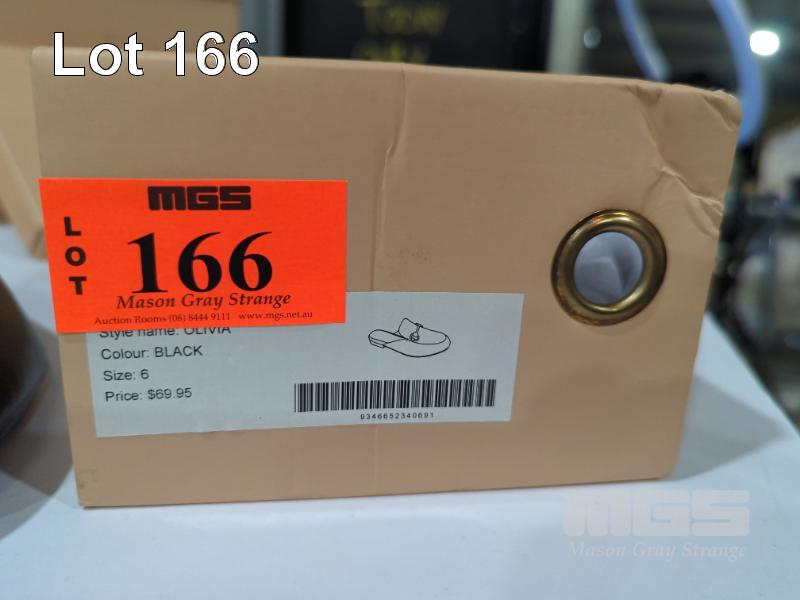 Lot 166
MGS
LOT
166
Mason Gray Strange
Auction Rooms (08) 8444 9111 www.mgs.net.au
Style name: OLIVIA
Colour: BLACK
Size: 6
Price: $69.95
9346652340691
MGS
Mason Gray Strange